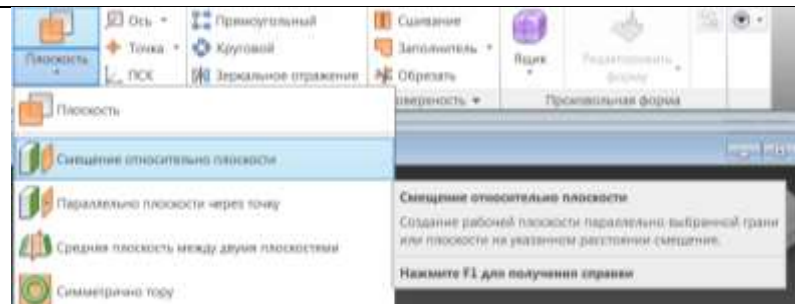 Плоскость
Ось
Точка
ПСК
Прямоугольный
Круговой
Зеркальное отражение
Сшивание
Заполнитель
Обрезать
Поверхность
Ящик
Редактировать
форму
Произвольная форма
Плоскость
Смещение относительно плоскости
Параллельно плоскости через точку
Средняя плоскость между двумя плоскостями
Симметрично тору
Смещение относительно плоскости
Создание рабочей плоскости параллельно выбранной грани
или плоскости на указанном расстоянии смещение.
Нажмите F1 для получения справки